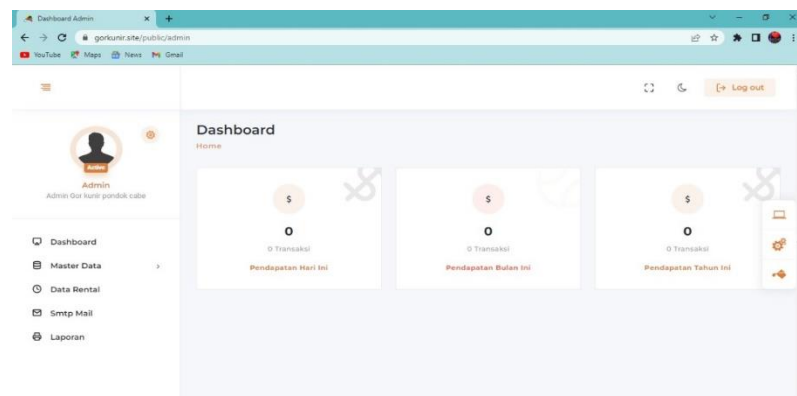 Dashboard Admin
gorkunir.site/public/admin
YouTube
Maps
News
Gmail
Log out
Active
Admin
Admin Gor kunir pondok cabe
Dashboard
Master Data
Data Rental
Smtp Mail
Laporan
Dashboard
Home
$
0
0 Transaksi
Pendapatan Hari Ini
$
0
0 Transaksi
Pendapatan Bulan Ini
$
0
0 Transaksi
Pendapatan Tahun Ini